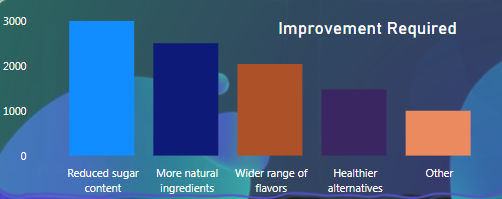 Improvement Required
3000
2000
1000
0
Reduced sugar
content
More natural
ingredients
Wider range of
flavors
Healthier
alternatives
Other